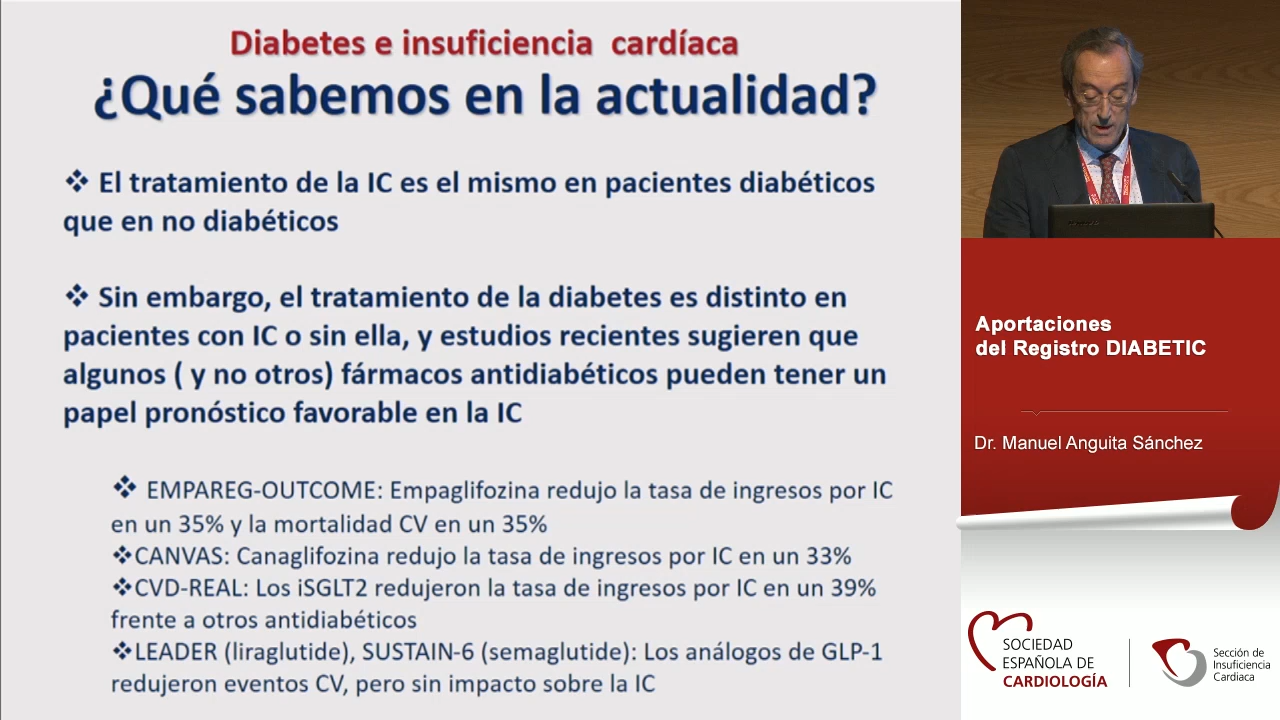 Diabetes e insuficiencia cardíaca
¿Qué sabemos en la actualidad?
❖ El tratamiento de la IC es el mismo en pacientes diabéticos
que en no diabéticos
❖ Sin embargo, el tratamiento de la diabetes es distinto en
pacientes con IC o sin ella, y estudios recientes sugieren que
algunos ( y no otros) fármacos antidiabéticos pueden tener un
papel pronóstico favorable en la IC
❖ EMPAREG-OUTCOME: Empaglifozina redujo la tasa de ingresos por IC
en un 35% y la mortalidad CV en un 35%
❖CANVAS: Canaglifozina redujo la tasa de ingresos por IC en un 33%
❖CVD-REAL: Los iSGLT2 redujeron la tasa de ingresos por IC en un 39%
frente a otros antidiabéticos
❖LEADER (liraglutide), SUSTAIN-6 (semaglutide): Los análogos de GLP-1
redujeron eventos CV, pero sin impacto sobre la IC
Aportaciones
del Registro DIABETIC
Dr. Manuel Anguita Sánchez
SOCIEDAD
ESPAÑOLA DE
CARDIOLOGÍA
Sección de
Insuficiencia
Cardiaca